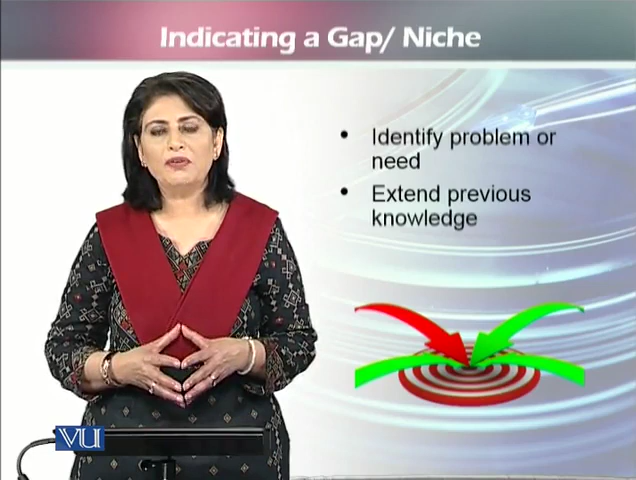 Indicating a Gap/ Niche
• Identify problem or
need
• Extend previous
knowledge
VU